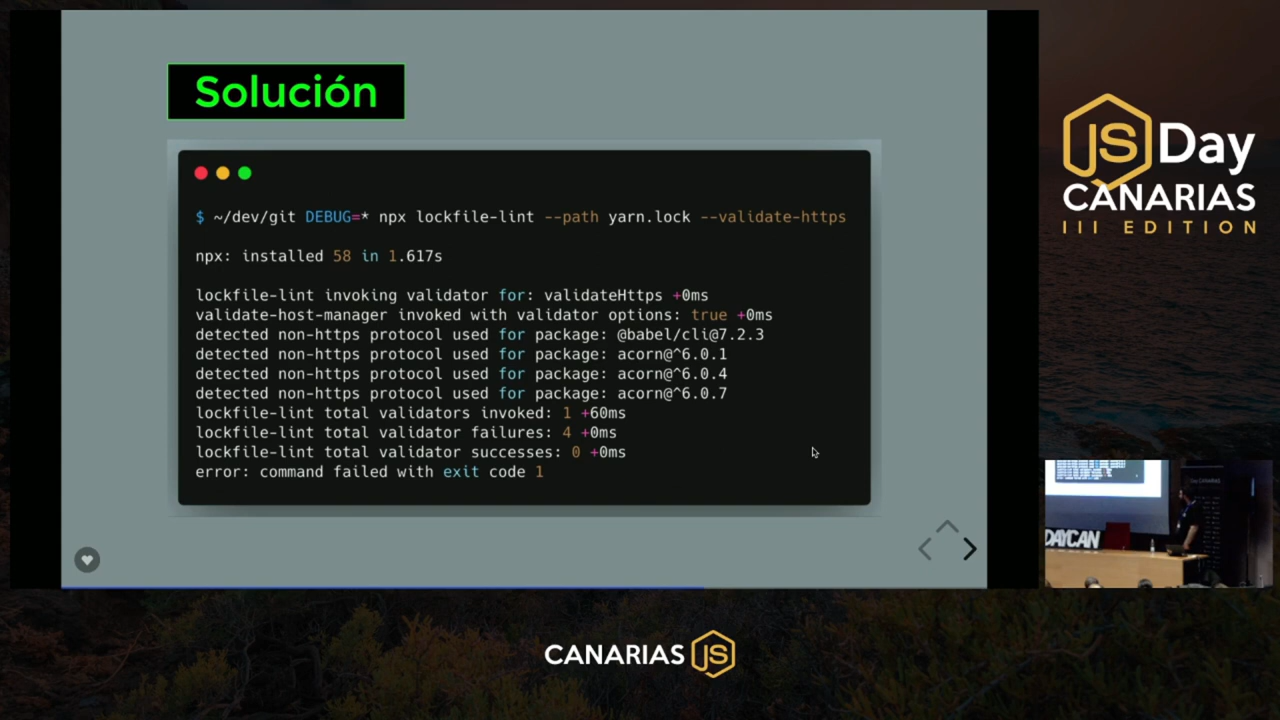 Solución
$ ~/dev/git DEBUG=* npx lockfile-lint --path yarn.lock --validate-https
npx: installed 58 in 1.617s
lockfile-lint invoking validator for: validateHttps +0ms
validate-host-manager invoked with validator options: true +0ms
detected non-https protocol used for package: @babel/cli@7.2.3
detected non-https protocol used for package: acorn@^6.0.1
detected non-https protocol used for package: acorn@^6.0.4
detected non-https protocol used for package: acorn@^6.0.7
lockfile-lint total validators invoked: 1 +60ms
lockfile-lint total validator failures: 4 +0ms
lockfile-lint total validator successes: 0 +0ms
error: command failed with exit code 1
JS Day
CANARIAS
III EDITION
DAYCAN
CANARIAS JS